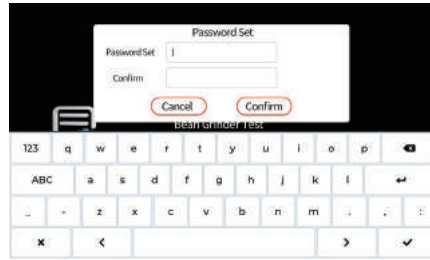 Password Set
Password Set
Confirm
Cancel Confirm
Bean Grinder Test
123 q w e r t y u i o p
ABC a s d f g h j k l
_ - z x c v b n m . , :